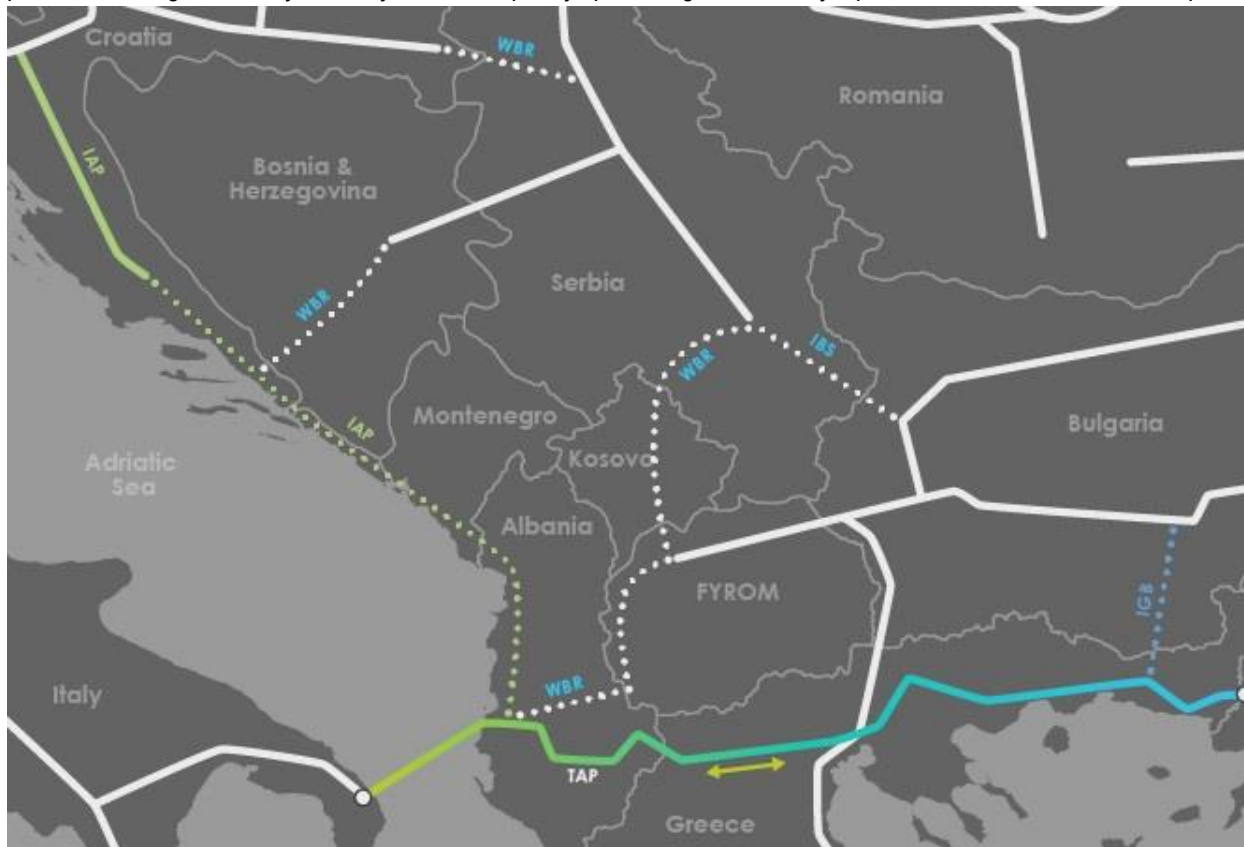 Croatia
WBR
Romania
IAP
Bosnia &
Herzegovina
Serbia
WBR
WBR
IBS
IAP
Montenegro
Bulgaria
Kosovo
Adriatic
Sea
Albania
FYROM
IGB
Italy
WBR
TAP
Greece